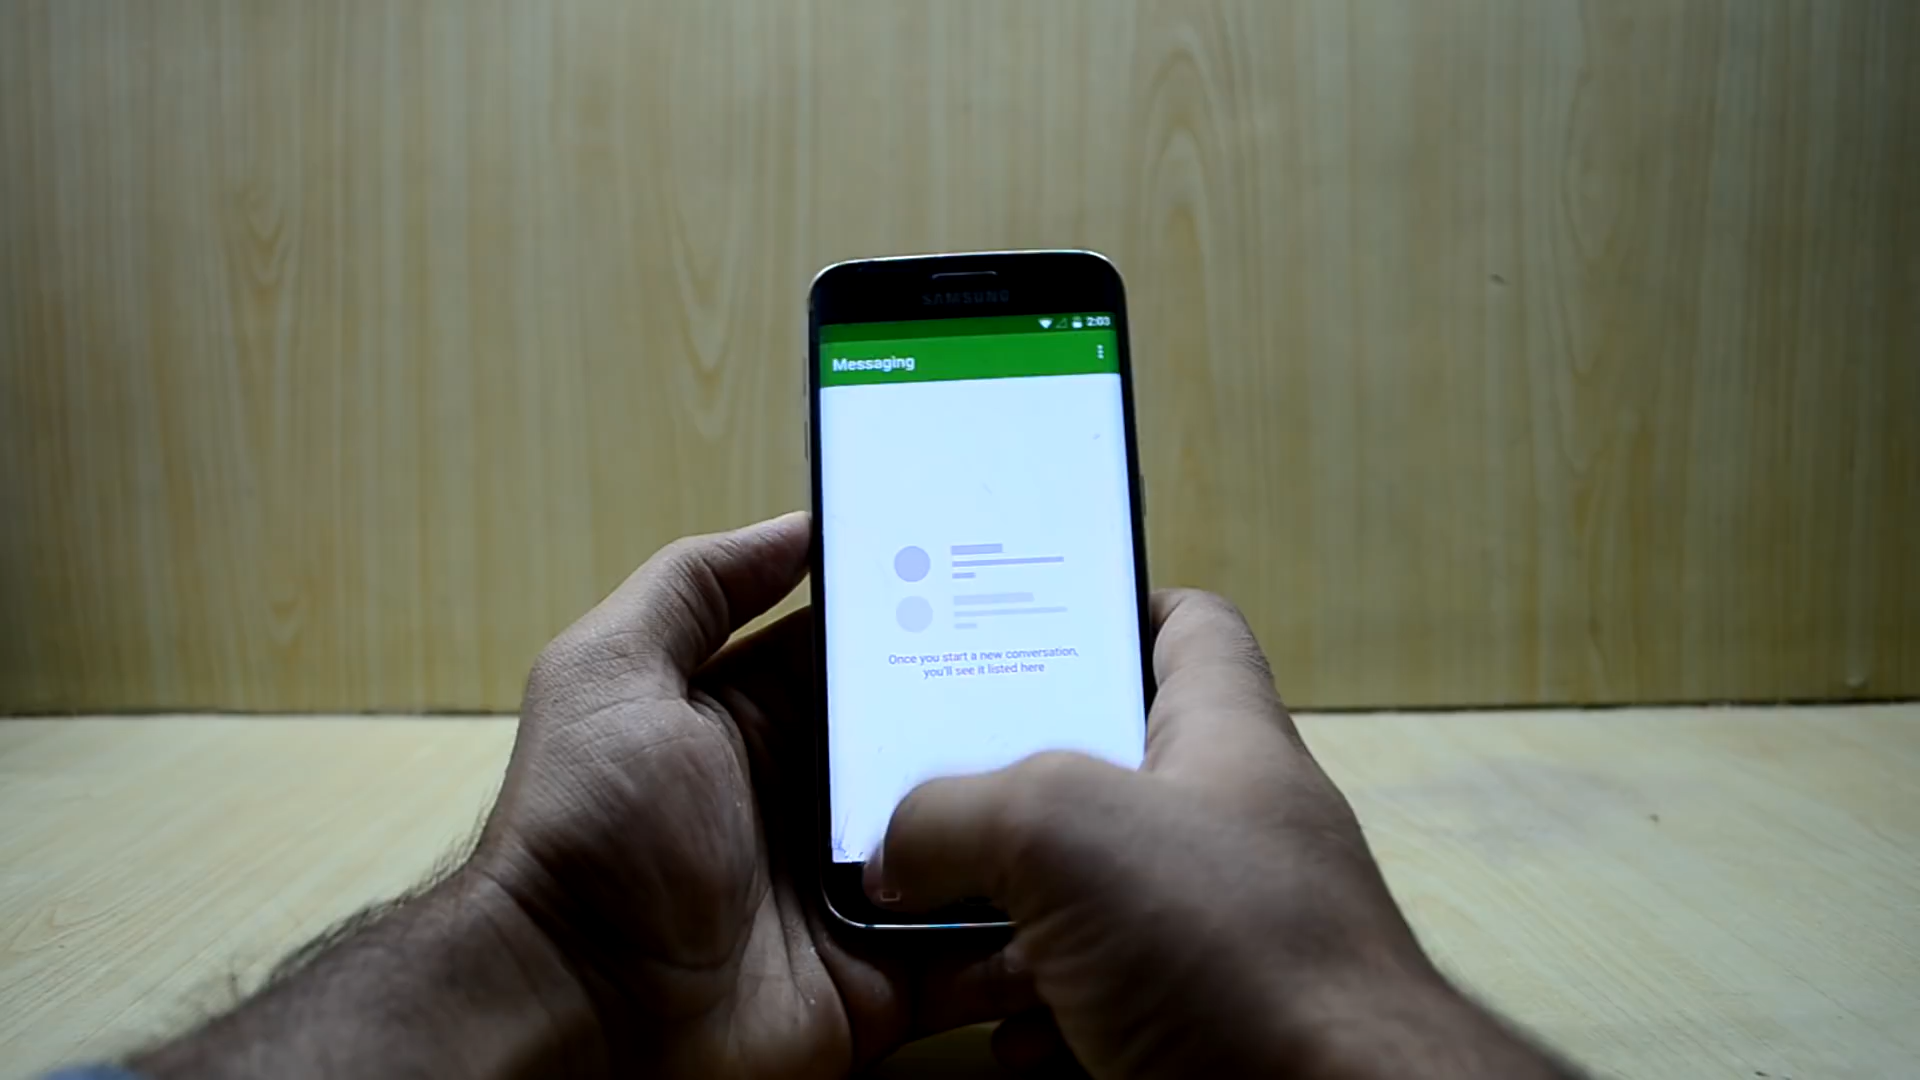 SAMSUNG
2:03
Messaging
Once you start a new conversation,
you'll see it listed here